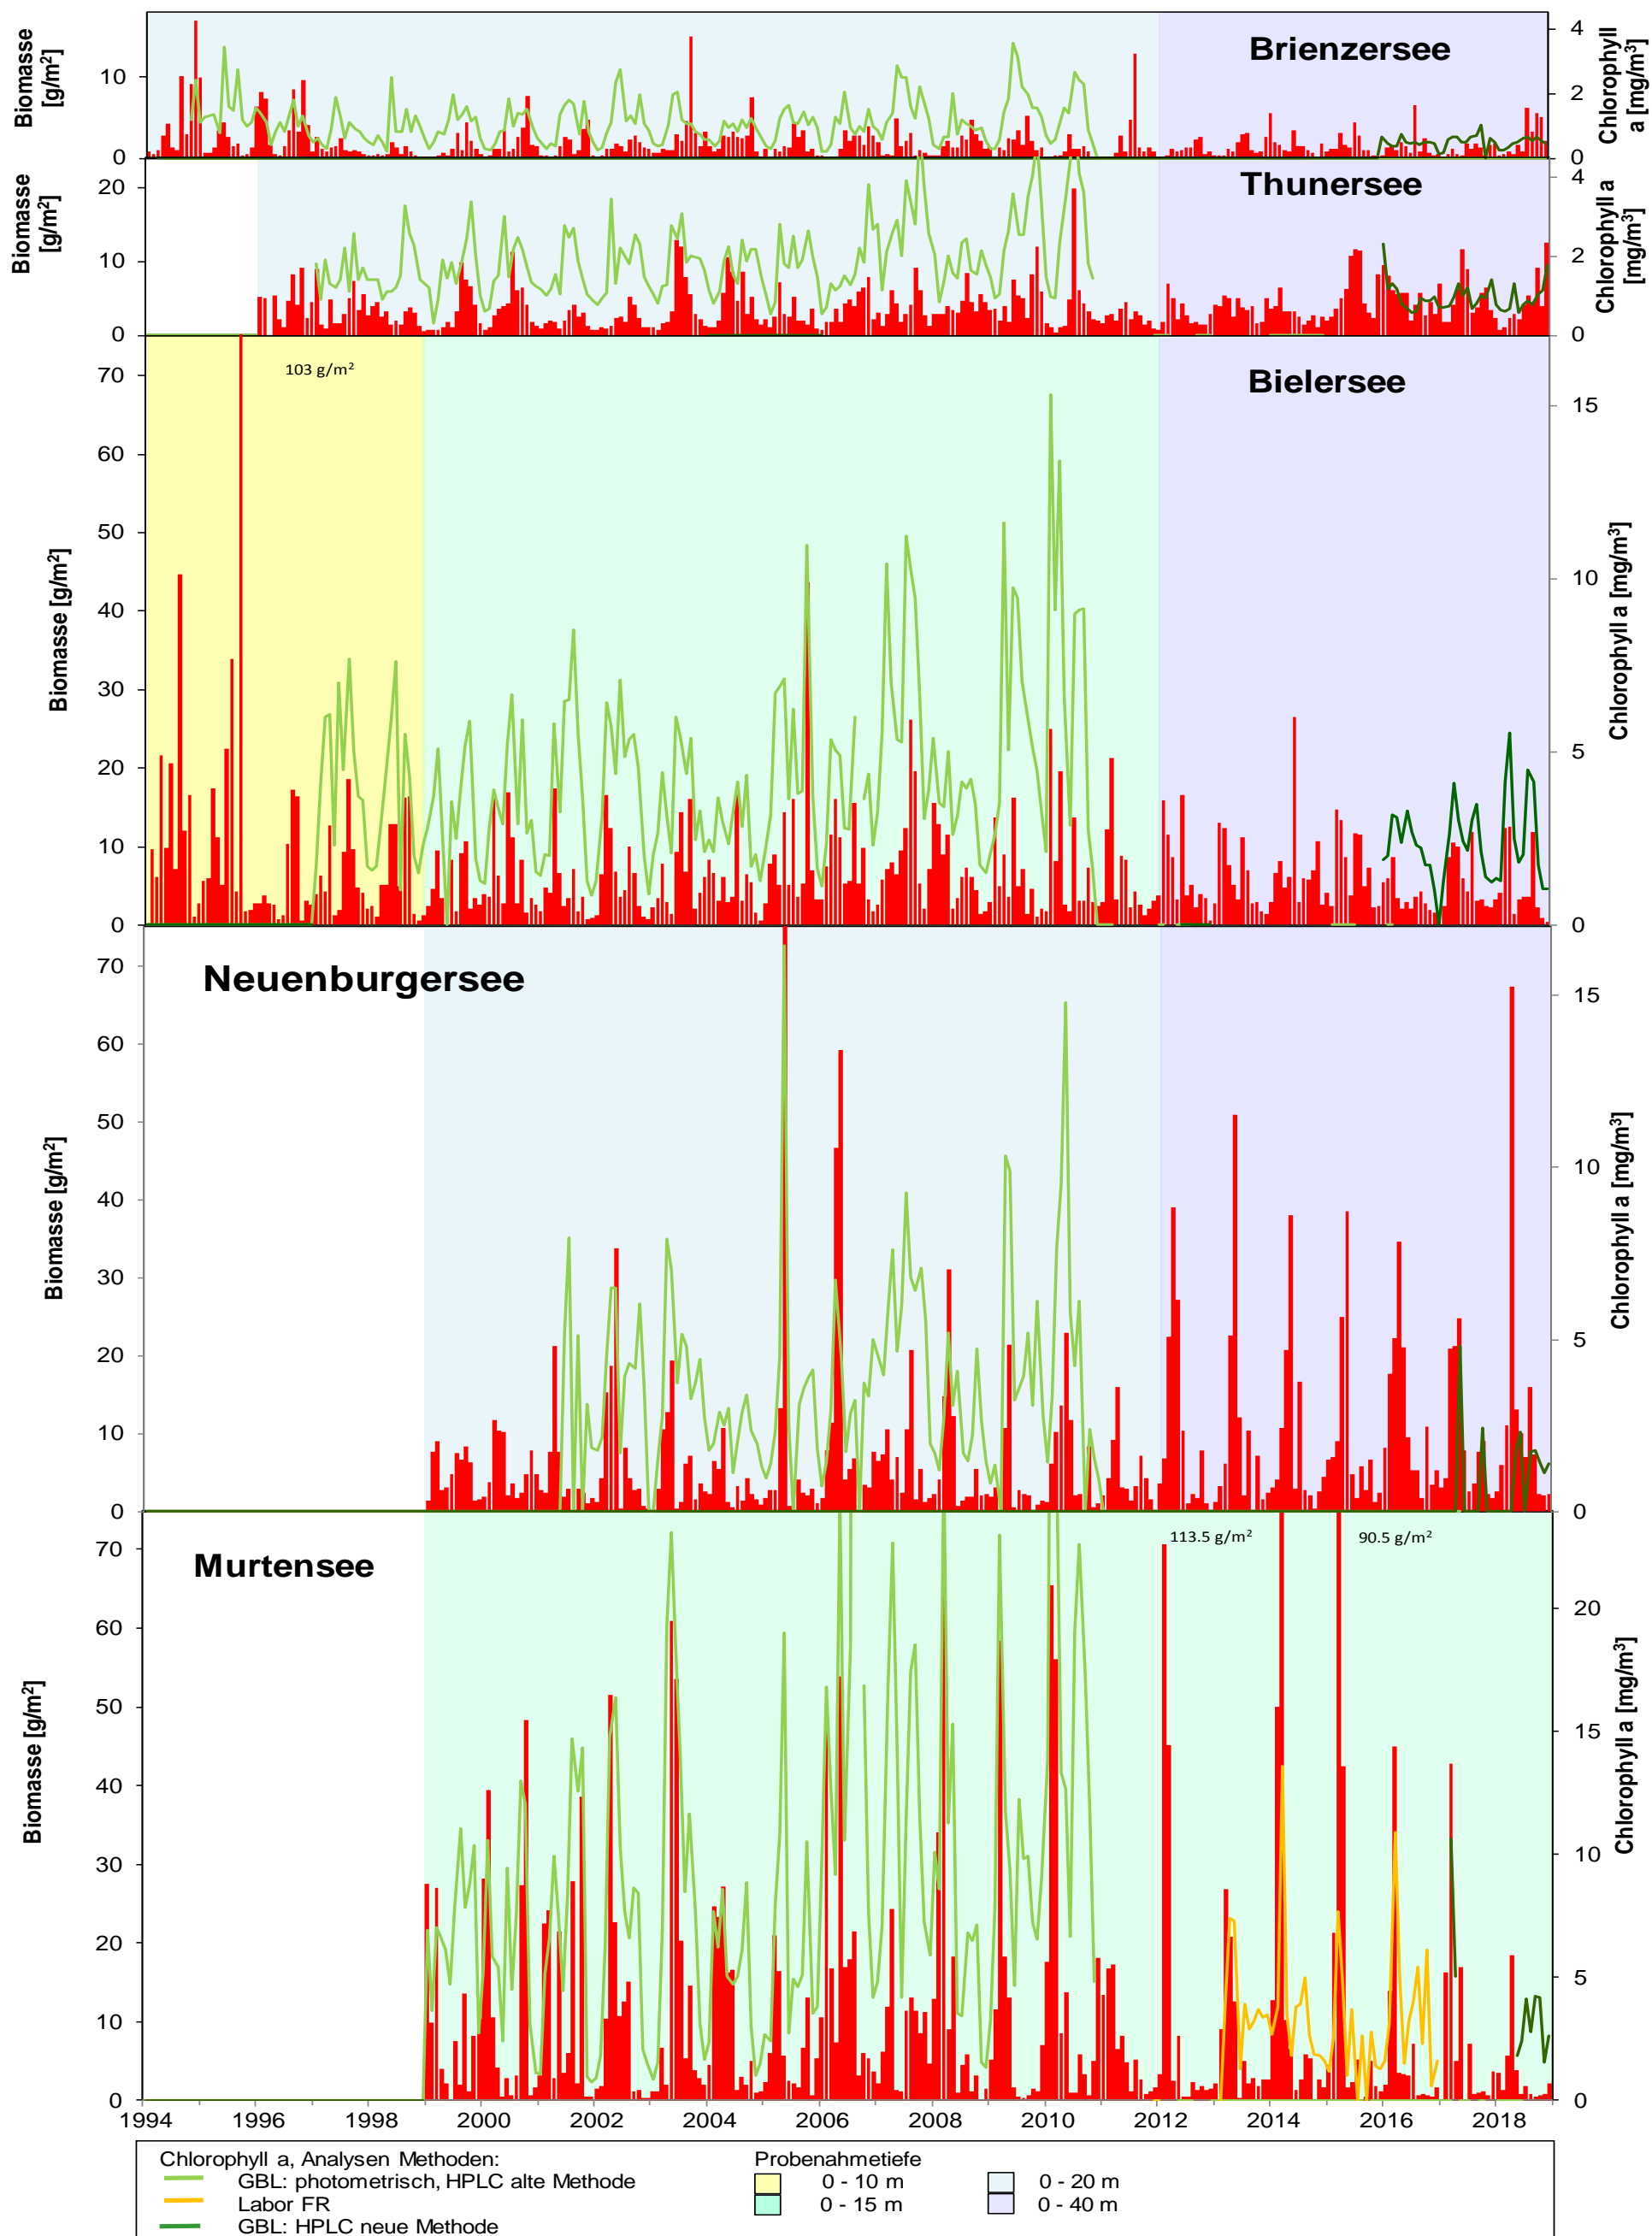 Brienzersee
Biomasse
[g/m²]
10
0
Chlorophyll
a [mg/m³]
4
2
0
Thunersee
Biomasse
[g/m²]
20
10
0
Chlorophyll a
[mg/m³]
4
2
0
Bielersee
103 g/m²
Biomasse [g/m²]
70
60
50
40
30
20
10
0
Chlorophyll a [mg/m³]
15
10
5
0
Neuenburgersee
Biomasse [g/m²]
70
60
50
40
30
20
10
0
Chlorophyll a [mg/m³]
15
10
5
0
Murtensee
113.5 g/m²
90.5 g/m²
Biomasse [g/m²]
70
60
50
40
30
20
10
0
Chlorophyll a [mg/m³]
20
15
10
5
0
1994 1996 1998 2000 2002 2004 2006 2008 2010 2012 2014 2016 2018
Chlorophyll a, Analysen Methoden:
GBL: photometrisch, HPLC alte Methode
Labor FR
GBL: HPLC neue Methode
Probenahmetiefe
0 - 10 m
0 - 15 m
0 - 20 m
0 - 40 m